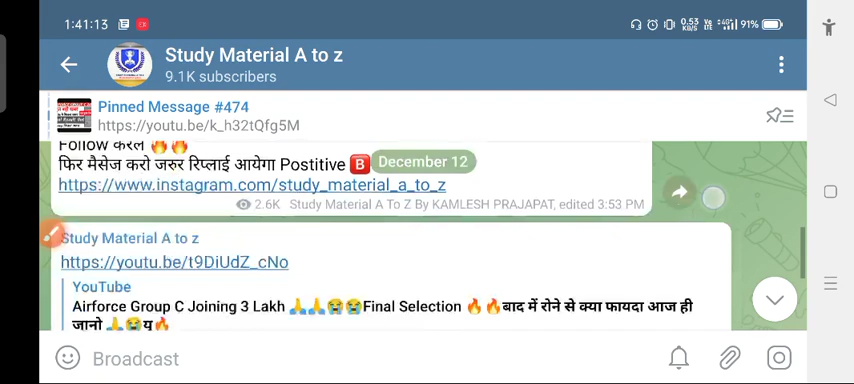 1:41:13
0.53 KB/S
4G+
91%
Study Material A to z
9.1K subscribers
Pinned Message #474
https://youtu.be/k_h32tQfg5M
Follow करल 🔥🔥
फिर मैसेज करो जरुर रिप्लाई आयेगा Postitive 🅱
December 12
https://www.instagram.com/study_material_a_to_z
2.6K Study Material A To Z By KAMLESH PRAJAPAT, edited 3:53 PM
Study Material A to z
https://youtu.be/t9DiUdZ_cNo
YouTube
Airforce Group C Joining 3 Lakh 🙏🙏😭😭Final Selection 🔥🔥बाद में रोने से क्या फायदा आज ही
जानो 🙏😭यू🔥
Broadcast